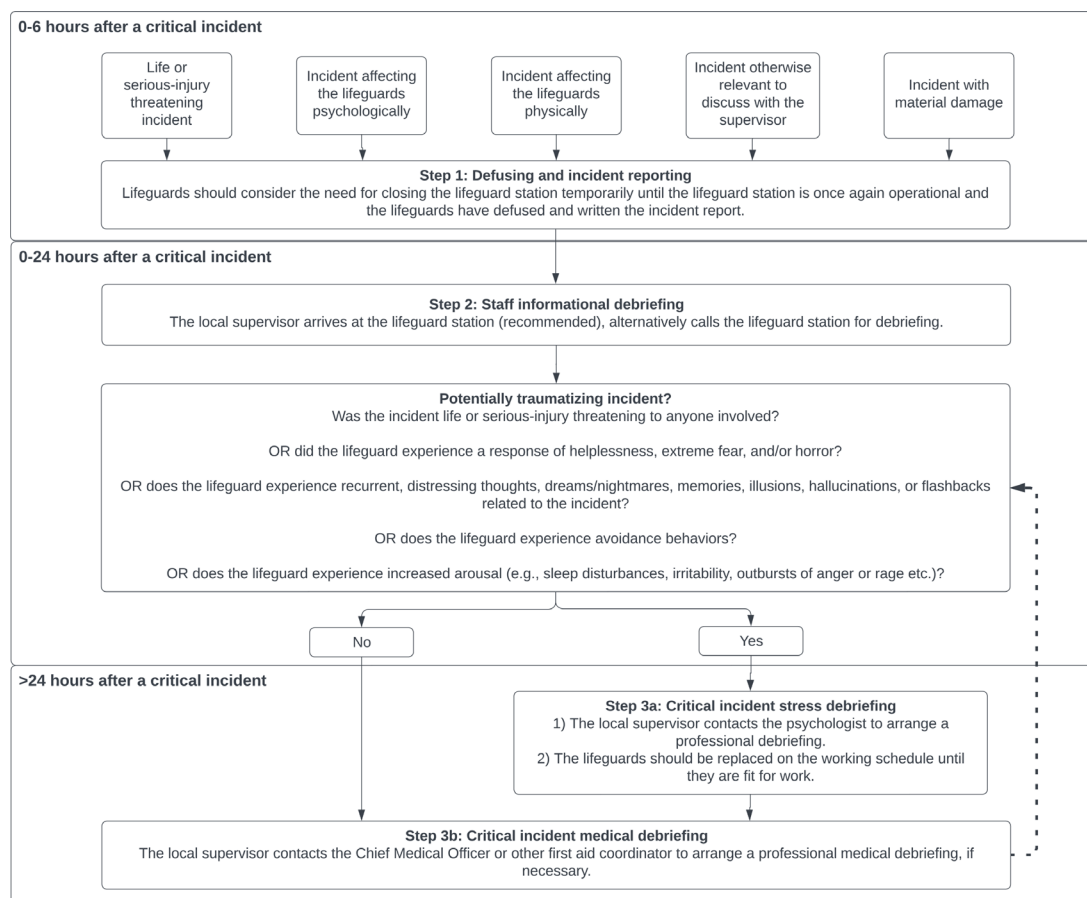 0-6 hours after a critical incident
Life or
serious-injury
threatening
incident
Incident affecting
the lifeguards
psychologically
Incident affecting
the lifeguards
physically
Incident otherwise
relevant to
discuss with the
supervisor
Incident with
material damage
Step 1: Defusing and incident reporting
Lifeguards should consider the need for closing the lifeguard station temporarily until the lifeguard station is once again operational and
the lifeguards have defused and written the incident report.
0-24 hours after a critical incident
Step 2: Staff informational debriefing
The local supervisor arrives at the lifeguard station (recommended), alternatively calls the lifeguard station for debriefing.
Potentially traumatizing incident?
Was the incident life or serious-injury threatening to anyone involved?
OR did the lifeguard experience a response of helplessness, extreme fear, and/or horror?
OR does the lifeguard experience recurrent, distressing thoughts, dreams/nightmares, memories, illusions, hallucinations, or flashbacks
related to the incident?
OR does the lifeguard experience avoidance behaviors?
OR does the lifeguard experience increased arousal (e.g., sleep disturbances, irritability, outbursts of anger or rage etc.)?
No
Yes
>24 hours after a critical incident
Step 3a: Critical incident stress debriefing
1) The local supervisor contacts the psychologist to arrange a
professional debriefing.
2) The lifeguards should be replaced on the working schedule until
they are fit for work.
Step 3b: Critical incident medical debriefing
The local supervisor contacts the Chief Medical Officer or other first aid coordinator to arrange a professional medical debriefing, if
necessary.